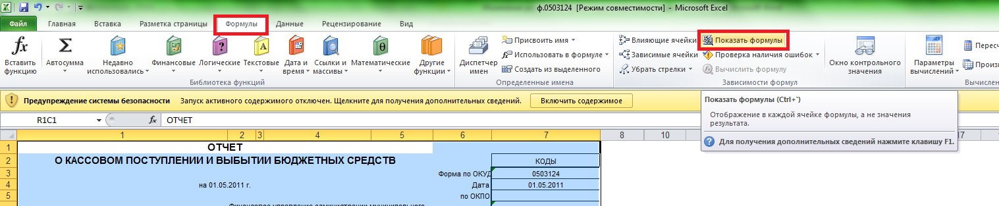 ф.0503124 [Режим совместимости] - Microsoft Excel
Файл Главная Вставка Разметка страницы Формулы Данные Рецензирование Вид
Вставить функцию
Автосумма
Недавно использовались
Финансовые
Логические
Текстовые
Дата и время
Ссылки и массивы
Математические
Другие функции
Библиотека функций
Диспетчер имен
Присвоить имя
Использовать в формуле
Создать из выделенного
Определенные имена
Влияющие ячейки
Зависимые ячейки
Убрать стрелки
Показать формулы
Проверка наличия ошибок
Вычислить формулу
Зависимости формул
Окно контрольного значения
Параметры вычислений
Пересч
Произв
Вычислени
Предупреждение системы безопасности Запуск активного содержимого отключен. Щелкните для получения дополнительных сведений. Включить содержимое
Показать формулы (Ctrl+`)
Отображение в каждой ячейке формулы, а не значения
результата.
Для получения дополнительных сведений нажмите клавишу F1.
R1C1 fx ОТЧЕТ
1 2 3 4 5 6 7 8 10 17
1 ОТЧЕТ
2 О КАССОВОМ ПОСТУПЛЕНИИ И ВЫБЫТИИ БЮДЖЕТНЫХ СРЕДСТВ КОДЫ
3 Форма по ОКУД 0503124
4 на 01.05.2011 г. Дата 01.05.2011
5 по ОКПО
Финансовое управление администрации муниципального